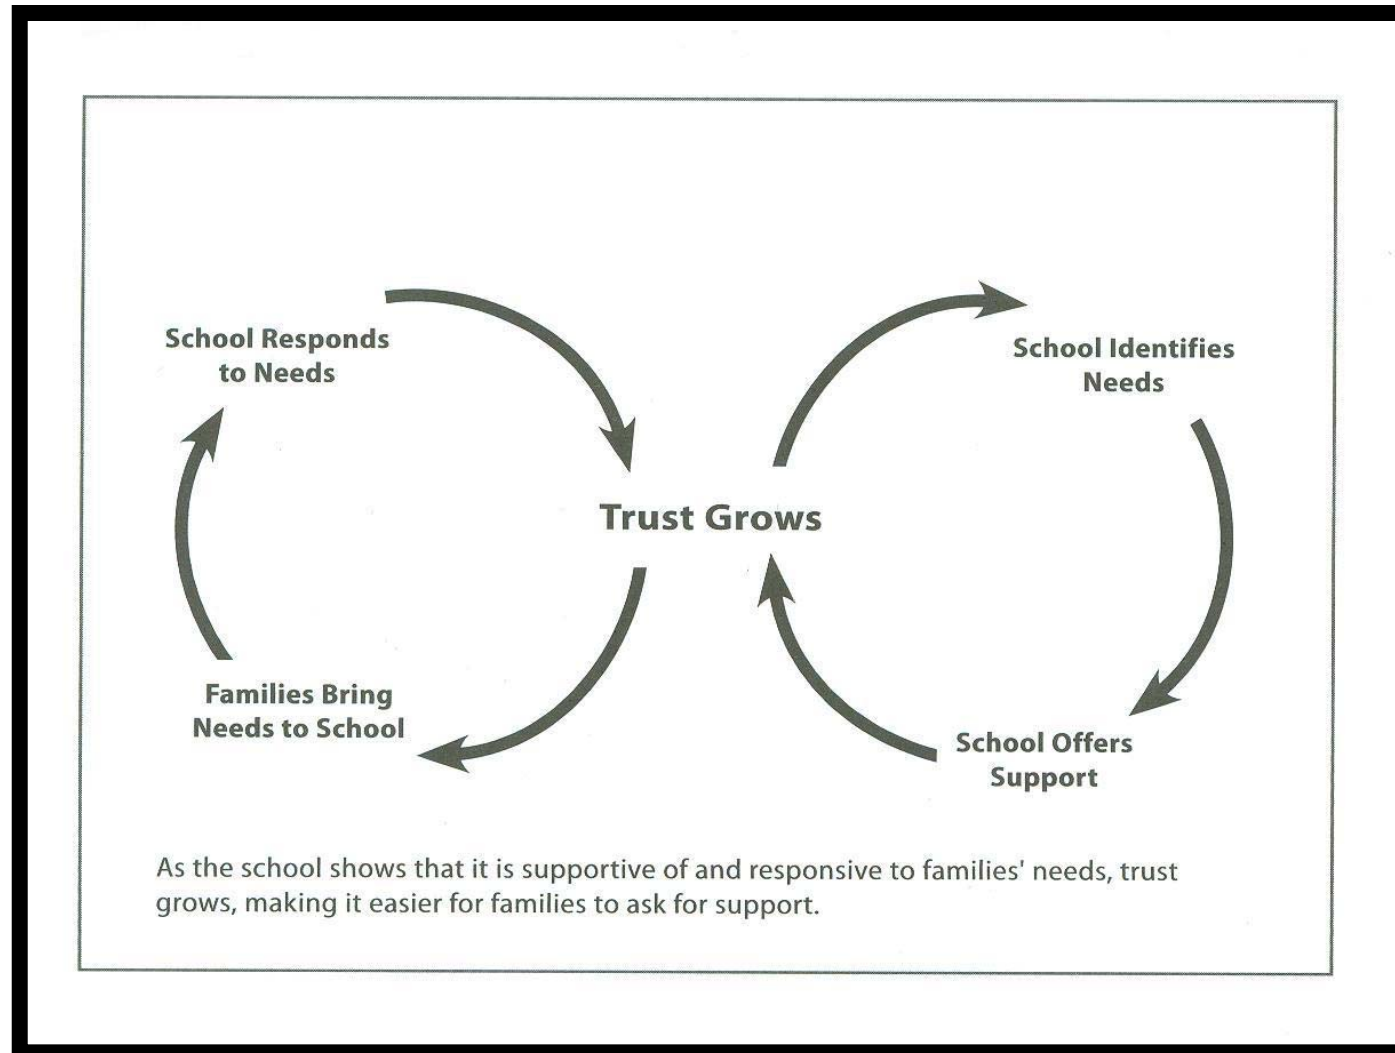 School Responds
to Needs
School Identifies
Needs
Trust Grows
Families Bring
Needs to School
School Offers
Support
As the school shows that it is supportive of and responsive to families' needs, trust
grows, making it easier for families to ask for support.